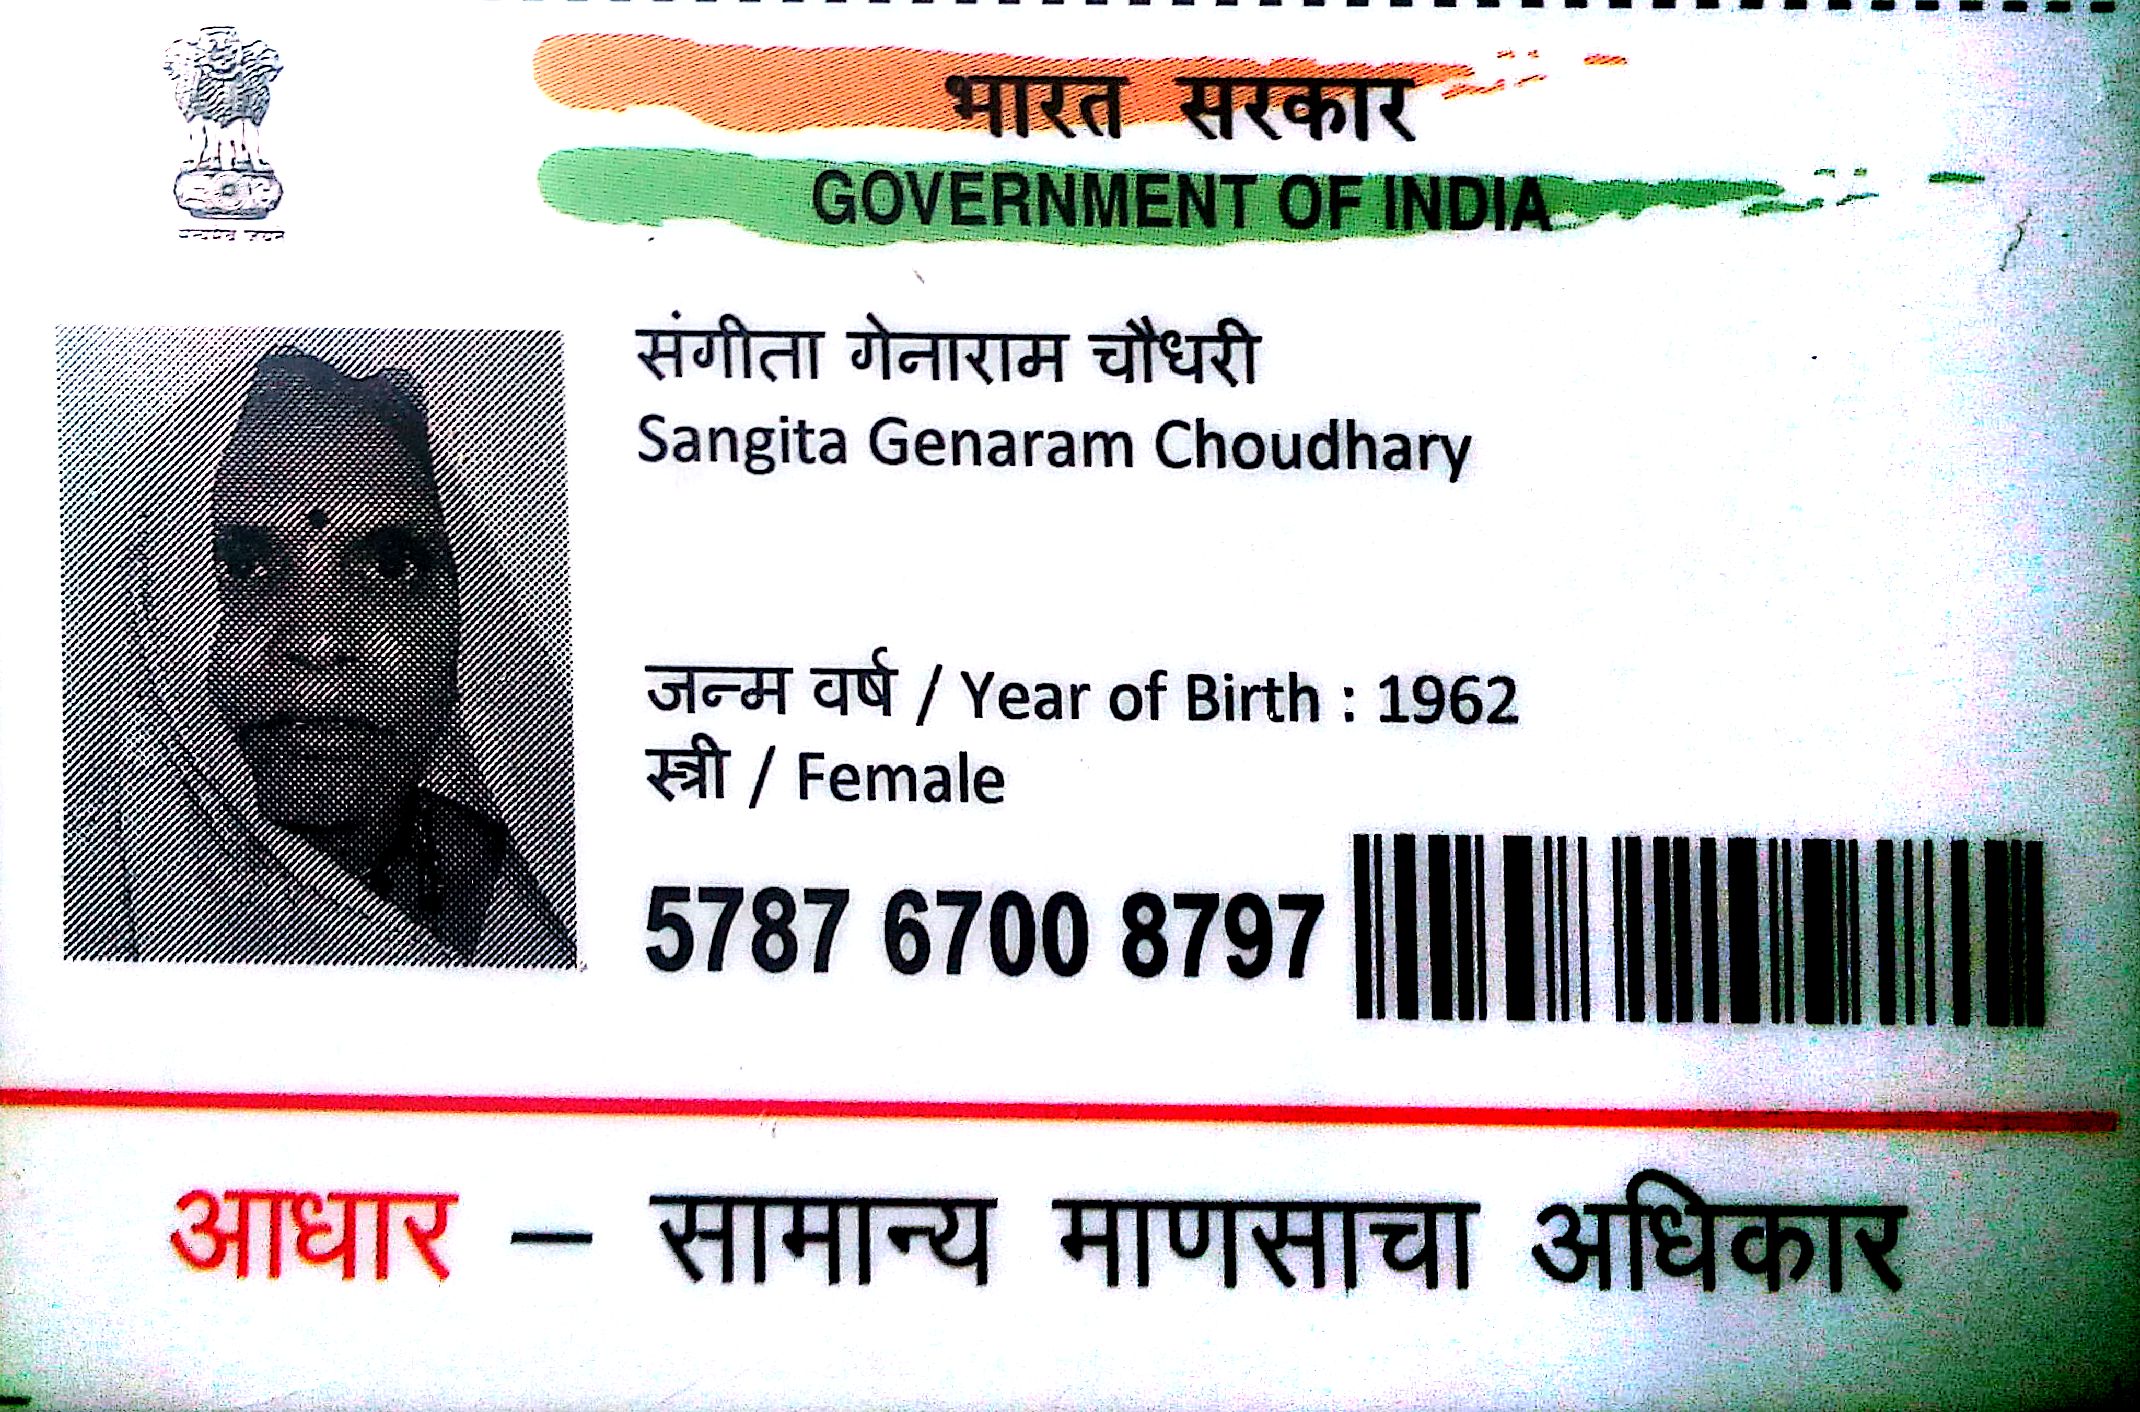 भारत सरकार
GOVERNMENT OF INDIA
सत्यमेव जयते
संगीता गेनाराम चौधरी
Sangita Genaram Choudhary
जन्म वर्ष / Year of Birth : 1962
स्त्री / Female
5787 6700 8797
आधार – सामान्य माणसाचा अधिकार